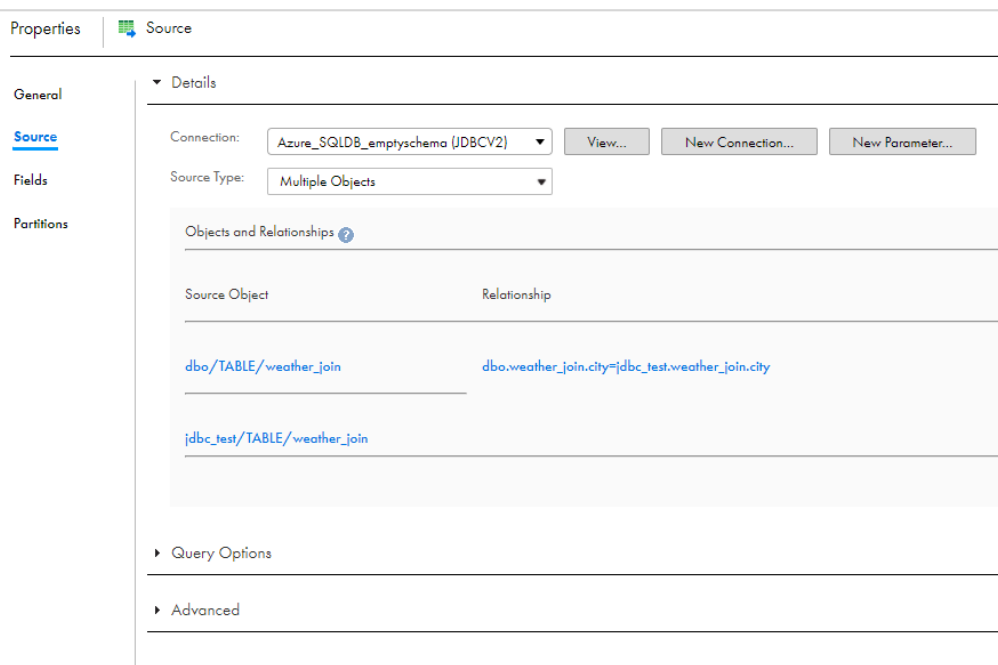 Properties Source
General
Source
Fields
Partitions
Details
Connection: Azure_SQLDB_emptyschema (JDBCV2) View... New Connection... New Parameter...
Source Type: Multiple Objects
Objects and Relationships ?
Source Object Relationship
dbo/TABLE/weather_join dbo.weather_join.city=jdbc_test.weather_join.city
jdbc_test/TABLE/weather_join
Query Options
Advanced